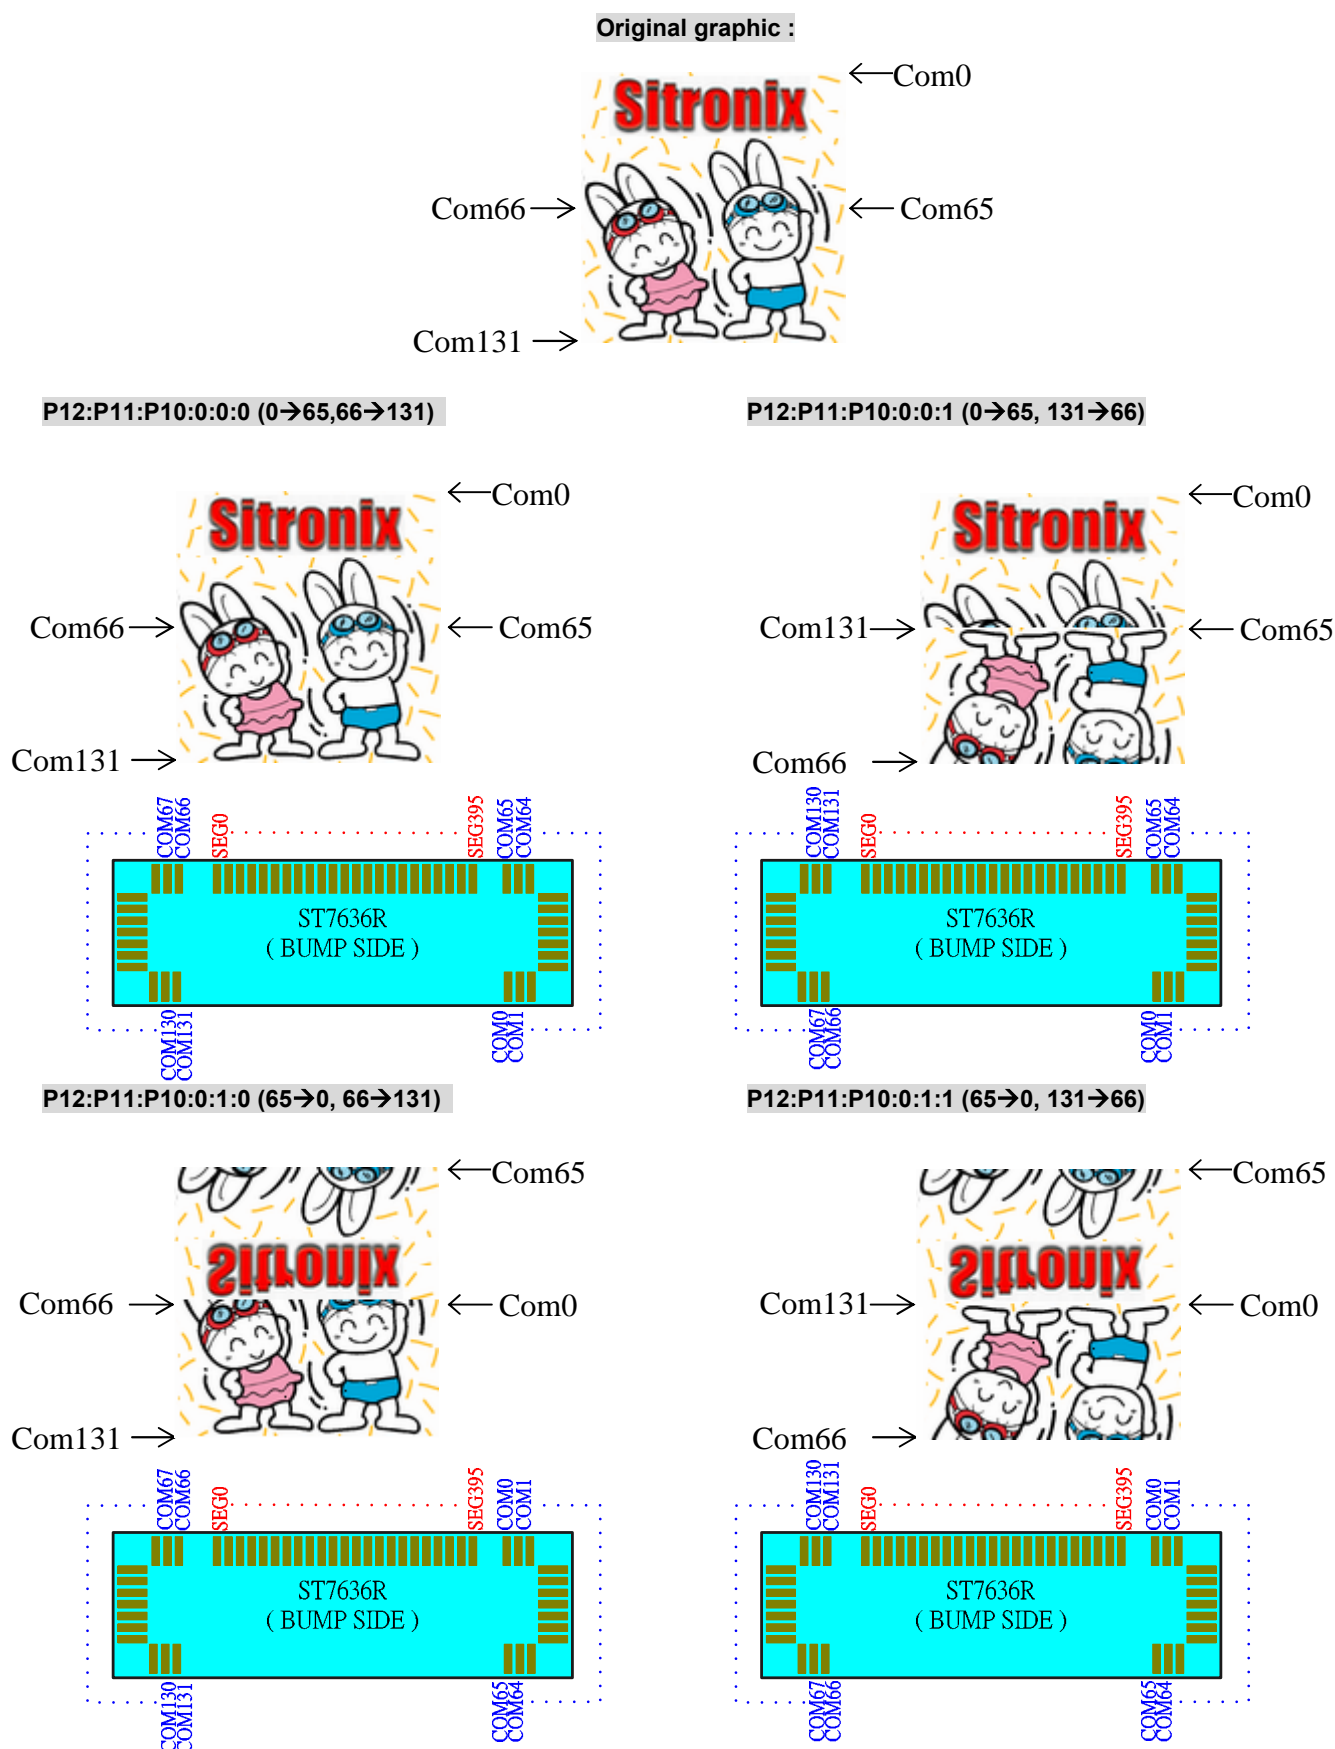 Original graphic :
Com0
Sitronix
Com66
Com65
Com131
P12:P11:P10:0:0:0 (0→65,66→131)
P12:P11:P10:0:0:1 (0→65, 131→66)
Com0
Sitronix
Com66
Com65
Com131
Com0
Sitronix
Com131
Com65
Com66
COM67
COM66
SEG0
SEG395
COM65
COM64
ST7636R
( BUMP SIDE )
COM130
COM131
COM0
COM1
COM130
COM131
SEG0
SEG395
COM65
COM64
ST7636R
( BUMP SIDE )
COM67
COM66
COM0
COM1
P12:P11:P10:0:1:0 (65→0, 66→131)
P12:P11:P10:0:1:1 (65→0, 131→66)
Com65
Sitronix
Com66
Com0
Com131
Com65
Sitronix
Com131
Com0
Com66
COM67
COM66
SEG0
SEG395
COM0
COM1
ST7636R
( BUMP SIDE )
COM130
COM131
COM65
COM64
COM130
COM131
SEG0
SEG395
COM0
COM1
ST7636R
( BUMP SIDE )
COM67
COM66
COM65
COM64